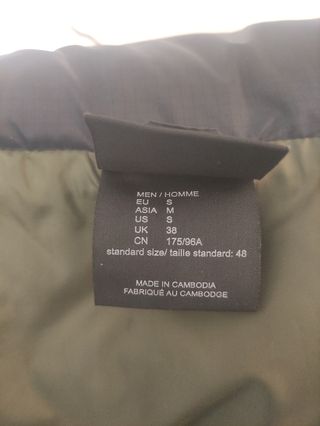 MEN / HOMME
EU S
ASIA M
US S
UK 38
CN 175/96A
standard size/ taille standard: 48
MADE IN CAMBODIA
FABRIQUÉ AU CAMBODGE